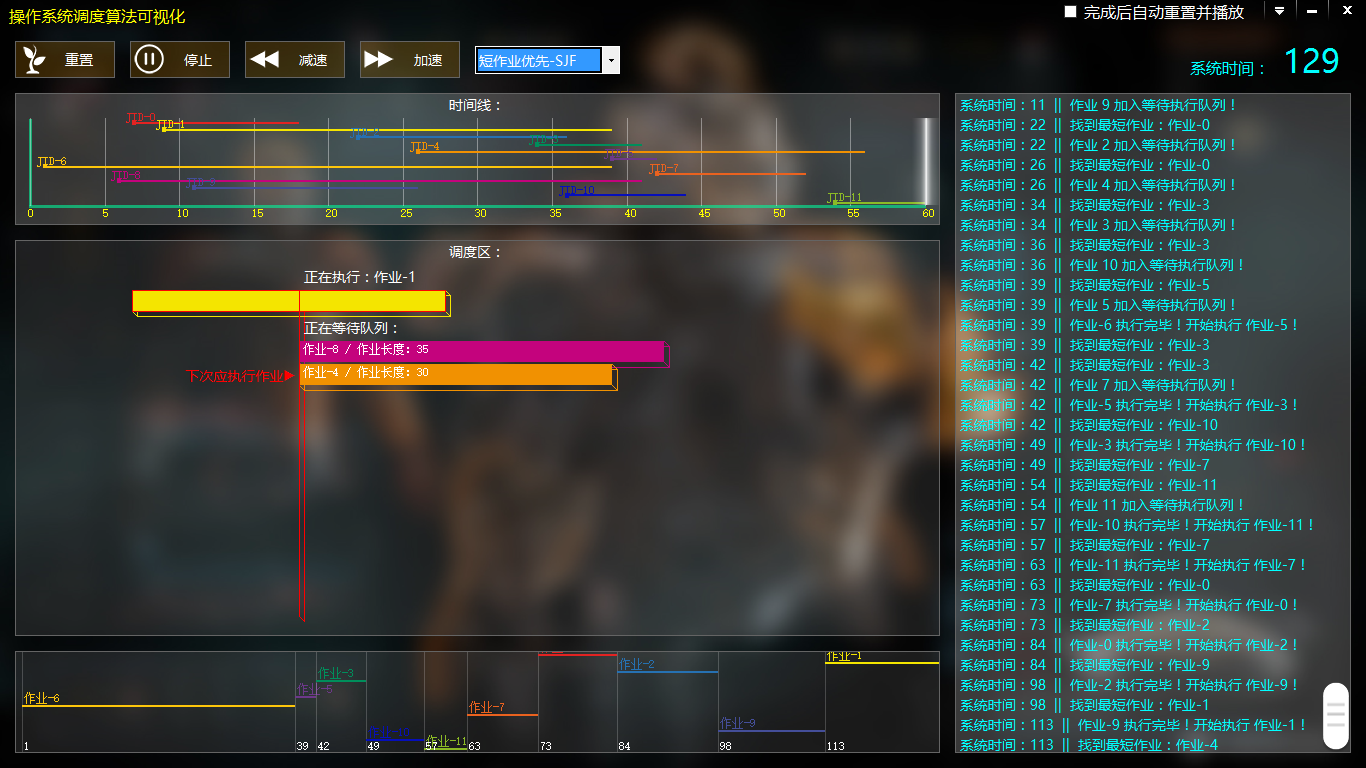 操作系统调度算法可视化
完成后自动重置并播放
重置
停止
减速
加速
短作业优先-SJF
系统时间： 129
时间线：
JID-0
JID-1
JID-4
JID-6
JID-7
JID-10
JID-11
0 5 10 15 20 25 30 35 40 45 50 55 60
调度区：
正在执行：作业-1
正在等待队列：
作业-8 / 作业长度: 35
下次应执行作业▶
作业-4 / 作业长度: 30
作业-1
作业-2
作业-3
作业-5
作业-6
作业-7
作业-9
作业-11
1 39 42 49 57 63 73 84 98 113
系统时间：11 || 作业 9 加入等待执行队列！
系统时间：22 || 找到最短作业：作业-0
系统时间：22 || 作业 2 加入等待执行队列！
系统时间：26 || 找到最短作业：作业-0
系统时间：26 || 作业 4 加入等待执行队列！
系统时间：34 || 找到最短作业：作业-3
系统时间：34 || 作业 3 加入等待执行队列！
系统时间：36 || 找到最短作业：作业-3
系统时间：36 || 作业 10 加入等待执行队列！
系统时间：39 || 找到最短作业：作业-5
系统时间：39 || 作业 5 加入等待执行队列！
系统时间：39 || 作业-6 执行完毕！开始执行 作业-5！
系统时间：39 || 找到最短作业：作业-3
系统时间：42 || 找到最短作业：作业-3
系统时间：42 || 作业 7 加入等待执行队列！
系统时间：42 || 作业-5 执行完毕！开始执行 作业-3！
系统时间：42 || 找到最短作业：作业-10
系统时间：49 || 作业-3 执行完毕！开始执行 作业-10！
系统时间：49 || 找到最短作业：作业-7
系统时间：54 || 找到最短作业：作业-11
系统时间：54 || 作业 11 加入等待执行队列！
系统时间：57 || 作业-10 执行完毕！开始执行 作业-11！
系统时间：57 || 找到最短作业：作业-7
系统时间：63 || 作业-11 执行完毕！开始执行 作业-7！
系统时间：63 || 找到最短作业：作业-0
系统时间：73 || 作业-7 执行完毕！开始执行 作业-0！
系统时间：73 || 找到最短作业：作业-2
系统时间：84 || 作业-0 执行完毕！开始执行 作业-2！
系统时间：84 || 找到最短作业：作业-9
系统时间：98 || 作业-2 执行完毕！开始执行 作业-9！
系统时间：98 || 找到最短作业：作业-1
系统时间：113 || 作业-9 执行完毕！开始执行 作业-1！
系统时间：113 || 找到最短作业：作业-4